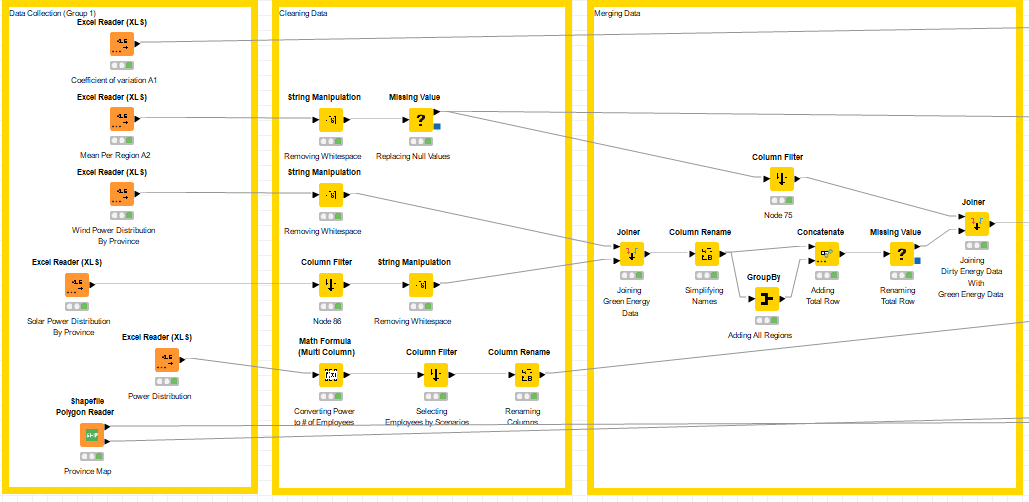 Data Collection (Group 1)
Excel Reader (XLS)
Coefficient of variation A1
Excel Reader (XLS)
Mean Per Region A2
Excel Reader (XLS)
Wind Power Distribution
By Province
Excel Reader (XLS)
Solar Power Distribution
By Province
Excel Reader (XLS)
Power Distribution
Shapefile
Polygon Reader
Province Map
Cleaning Data
String Manipulation
Removing Whitespace
Missing Value
Replacing Null Values
String Manipulation
Removing Whitespace
Column Filter
Node 86
String Manipulation
Removing Whitespace
Math Formula
(Multi Column)
Converting Power
to # of Employees
Column Filter
Selecting
Employees by Scenarios
Column Rename
Renaming
Columns
Merging Data
Column Filter
Node 75
Joiner
Joining
Green Energy
Data
Column Rename
Simplifying
Names
GroupBy
Adding All Regions
Concatenate
Adding
Total Row
Missing Value
Renaming
Total Row
Joiner
Joining
Dirty Energy Data
With
Green Energy Data